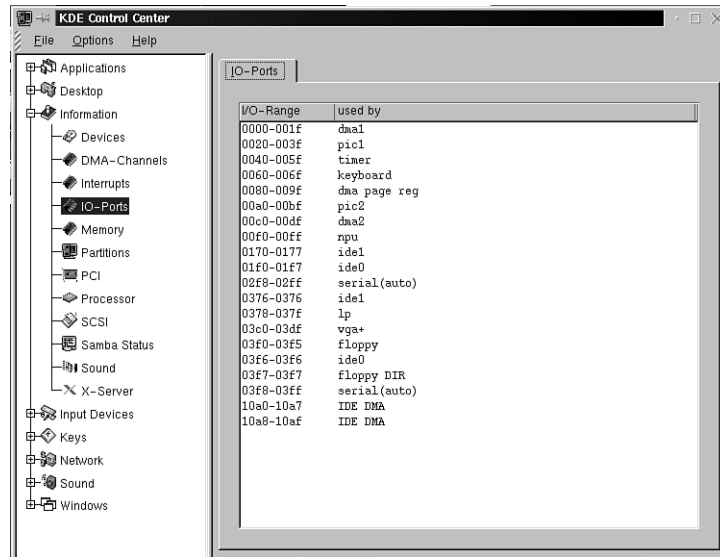 KDE Control Center
File Options Help
Applications
Desktop
Information
Devices
DMA-Channels
Interrupts
IO-Ports
Memory
Partitions
PCI
Processor
SCSI
Samba Status
Sound
X-Server
Input Devices
Keys
Network
Sound
Windows
IO-Ports
I/O-Range used by
0000-001f dma1
0020-003f pic1
0040-005f timer
0060-006f keyboard
0080-009f dma page reg
00a0-00bf pic2
00c0-00df dma2
00f0-00ff npu
0170-0177 ide1
01f0-01f7 ide0
02f8-02ff serial(auto)
0376-0376 ide1
0378-037f lp
03c0-03df vga+
03f0-03f5 floppy
03f6-03f6 ide0
03f7-03f7 floppy DIR
03f8-03ff serial(auto)
10a0-10a7 IDE DMA
10a8-10af IDE DMA